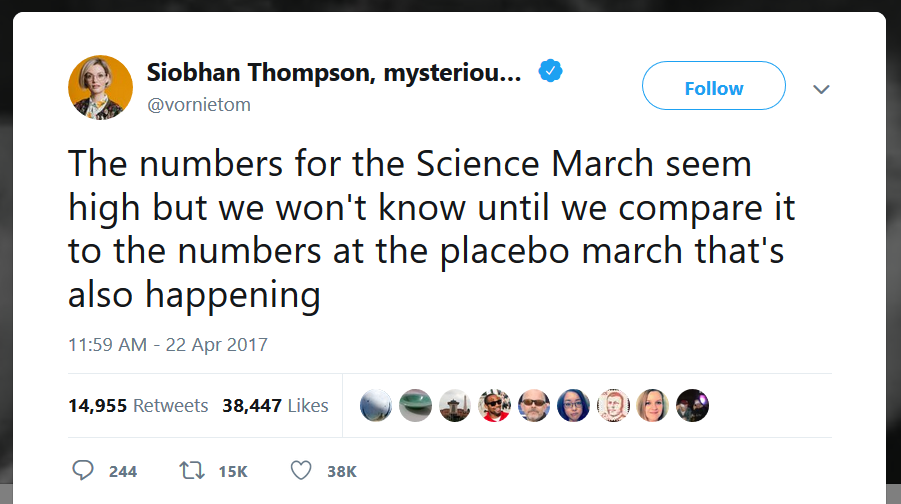 Siobhan Thompson, mysteriou...
@vornietom
Follow
The numbers for the Science March seem
high but we won't know until we compare it
to the numbers at the placebo march that's
also happening
11:59 AM - 22 Apr 2017
14,955 Retweets 38,447 Likes
244 15K 38K